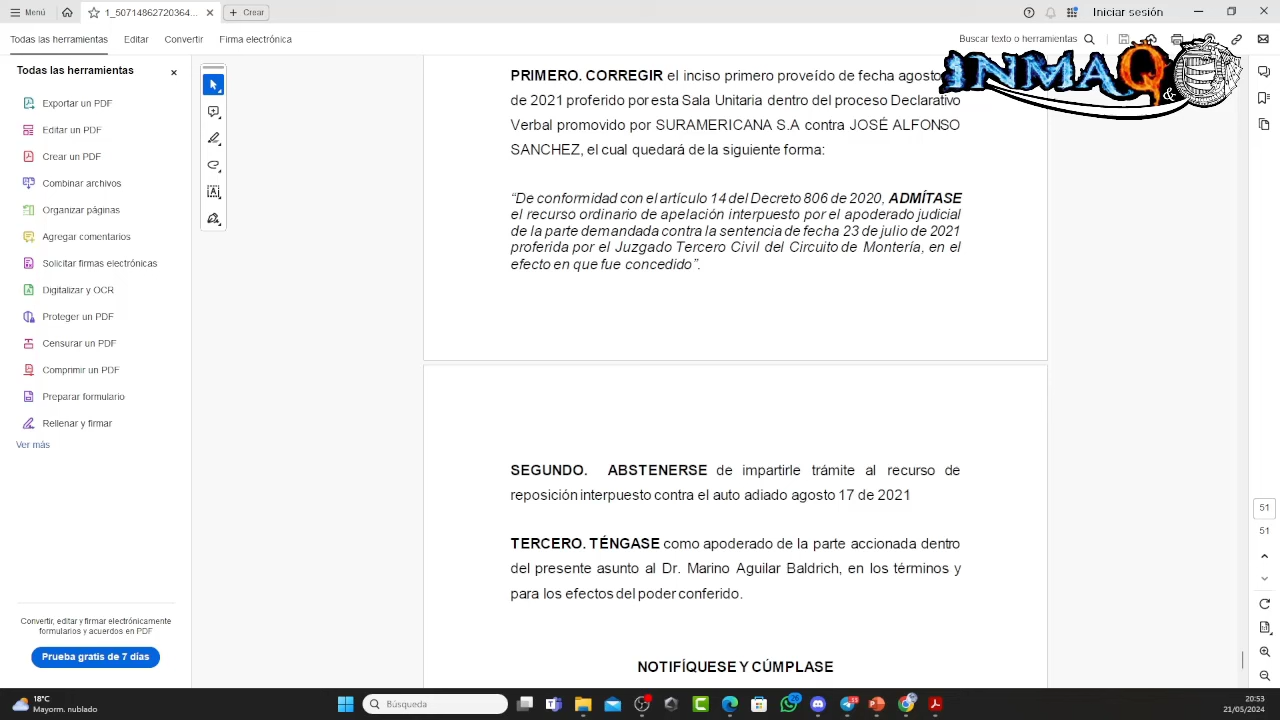 Menú
1_50714862720364...
Crear
Iniciar sesión
Todas las herramientas
Editar
Convertir
Firma electrónica
Buscar texto o herramientas
INMAQ &
Todas las herramientas
Exportar un PDF
Editar un PDF
Crear un PDF
Combinar archivos
Organizar páginas
Agregar comentarios
Solicitar firmas electrónicas
Digitalizar y OCR
Proteger un PDF
Censurar un PDF
Comprimir un PDF
Preparar formulario
Rellenar y firmar
Ver más
Convertir, editar y firmar electrónicamente
formularios y acuerdos en PDF
Prueba gratis de 7 días
PRIMERO. CORREGIR el inciso primero proveído de fecha agosto
de 2021 proferido por esta Sala Unitaria dentro del proceso Declarativo
Verbal promovido por SURAMERICANA S.A contra JOSÉ ALFONSO
SANCHEZ, el cual quedará de la siguiente forma:
“De conformidad con el artículo 14 del Decreto 806 de 2020, ADMÍTASE
el recurso ordinario de apelación interpuesto por el apoderado judicial
de la parte demandada contra la sentencia de fecha 23 de julio de 2021
proferida por el Juzgado Tercero Civil del Circuito de Montería, en el
efecto en que fue concedido”.
SEGUNDO. ABSTENERSE de impartirle trámite al recurso de
reposición interpuesto contra el auto adiado agosto 17 de 2021
TERCERO. TÉNGASE como apoderado de la parte accionada dentro
del presente asunto al Dr. Marino Aguilar Baldrich, en los términos y
para los efectos del poder conferido.
NOTIFÍQUESE Y CÚMPLASE
51
51
18°C
Mayorm. nublado
Búsqueda
20:53
21/05/2024